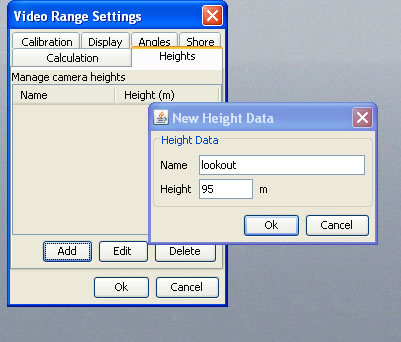 Video Range Settings
Calibration Display Angles Shore
Calculation Heights
Manage camera heights
Name Height (m)
New Height Data
Height Data
Name lookout
Height 95 m
Ok Cancel
Add Edit Delete
Ok Cancel